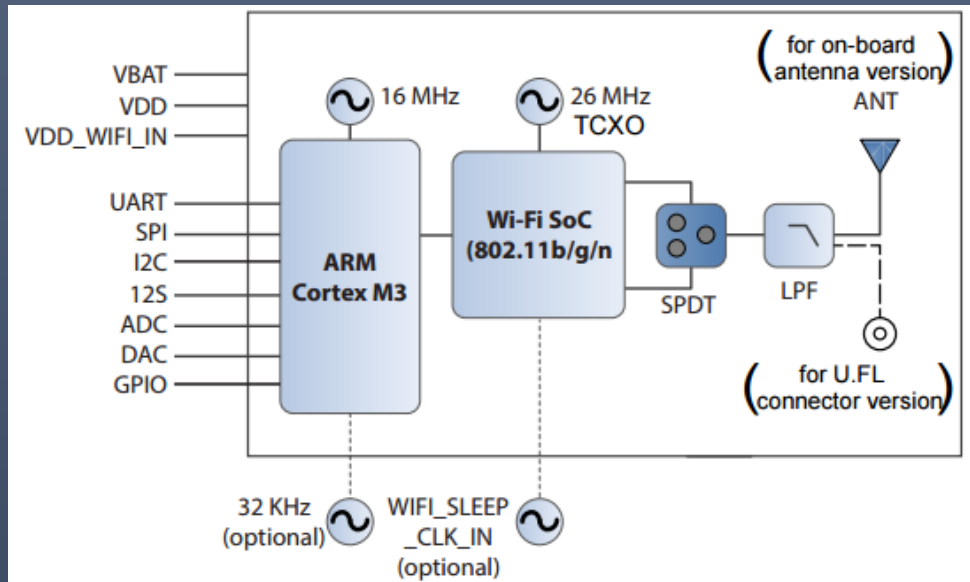 VBAT
VDD
VDD_WIFI_IN
UART
SPI
I2C
12S
ADC
DAC
GPIO
16 MHz
ARM
Cortex M3
26 MHz
TCXO
Wi-Fi SoC
(802.11b/g/n
SPDT
LPF
(for on-board
antenna version)
ANT
(for U.FL
connector version)
32 KHz
(optional)
WIFI_SLEEP
_CLK_IN
(optional)